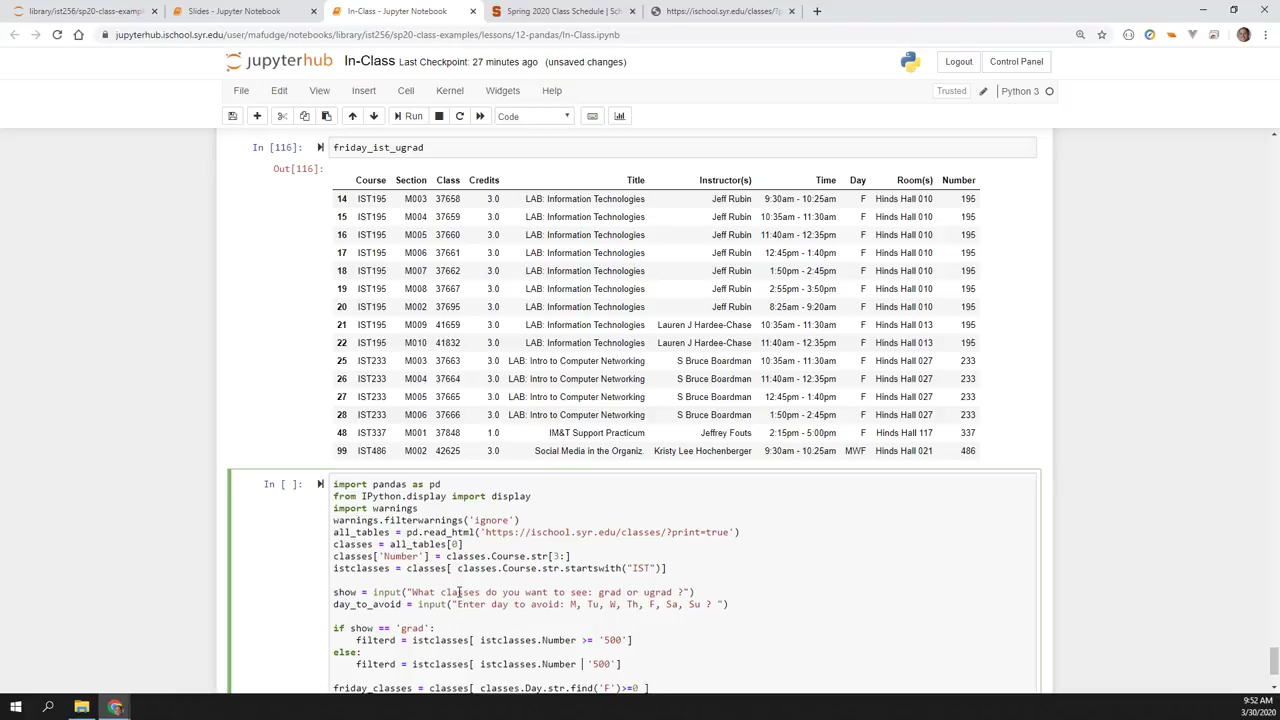 library/ist256/sp20-class-exampl
Slides - Jupyter Notebook
In-Class - Jupyter Notebook
Spring 2020 Class Schedule | Sch
https://ischool.syr.edu/classes/?p
jupyterhub.ischool.syr.edu/user/mafudge/notebooks/library/ist256/sp20-class-examples/lessons/12-pandas/In-Class.ipynb
jupyterhub In-Class Last Checkpoint: 27 minutes ago (unsaved changes) Logout Control Panel
File Edit View Insert Cell Kernel Widgets Help Trusted Python 3
Run Code
In [116]: friday_ist_ugrad
Out[116]:
Course Section Class Credits Title Instructor(s) Time Day Room(s) Number
14 IST195 M003 37658 3.0 LAB: Information Technologies Jeff Rubin 9:30am - 10:25am F Hinds Hall 010 195
15 IST195 M004 37659 3.0 LAB: Information Technologies Jeff Rubin 10:35am - 11:30am F Hinds Hall 010 195
16 IST195 M005 37660 3.0 LAB: Information Technologies Jeff Rubin 11:40am - 12:35pm F Hinds Hall 010 195
17 IST195 M006 37661 3.0 LAB: Information Technologies Jeff Rubin 12:45pm - 1:40pm F Hinds Hall 010 195
18 IST195 M007 37662 3.0 LAB: Information Technologies Jeff Rubin 1:50pm - 2:45pm F Hinds Hall 010 195
19 IST195 M008 37667 3.0 LAB: Information Technologies Jeff Rubin 2:55pm - 3:50pm F Hinds Hall 010 195
20 IST195 M002 37695 3.0 LAB: Information Technologies Jeff Rubin 8:25am - 9:20am F Hinds Hall 010 195
21 IST195 M009 41659 3.0 LAB: Information Technologies Lauren J Hardee-Chase 10:35am - 11:30am F Hinds Hall 013 195
22 IST195 M010 41832 3.0 LAB: Information Technologies Lauren J Hardee-Chase 11:40am - 12:35pm F Hinds Hall 013 195
25 IST233 M003 37663 3.0 LAB: Intro to Computer Networking S Bruce Boardman 10:35am - 11:30am F Hinds Hall 027 233
26 IST233 M004 37664 3.0 LAB: Intro to Computer Networking S Bruce Boardman 11:40am - 12:35pm F Hinds Hall 027 233
27 IST233 M005 37665 3.0 LAB: Intro to Computer Networking S Bruce Boardman 12:45pm - 1:40pm F Hinds Hall 027 233
28 IST233 M006 37666 3.0 LAB: Intro to Computer Networking S Bruce Boardman 1:50pm - 2:45pm F Hinds Hall 027 233
48 IST337 M001 37848 1.0 IM&T Support Practicum Jeffrey Fouts 2:15pm - 5:00pm F Hinds Hall 117 337
99 IST486 M002 42625 3.0 Social Media in the Organiz. Kristy Lee Hochenberger 9:30am - 10:25am MWF Hinds Hall 021 486
In [ ]: import pandas as pd
from IPython.display import display
import warnings
warnings.filterwarnings('ignore')
all_tables = pd.read_html('https://ischool.syr.edu/classes/?print=true')
classes = all_tables[0]
classes['Number'] = classes.Course.str[3:]
istclasses = classes[ classes.Course.str.startswith("IST")]
show = input("What classes do you want to see: grad or ugrad ?")
day_to_avoid = input("Enter day to avoid: M, Tu, W, Th, F, Sa, Su ? ")
if show == 'grad':
filterd = istclasses[ istclasses.Number >= '500']
else:
filterd = istclasses[ istclasses.Number '500']
friday_classes = classes[ classes.Day.str.find('F')>=0 ]
9:52 AM
3/30/2020